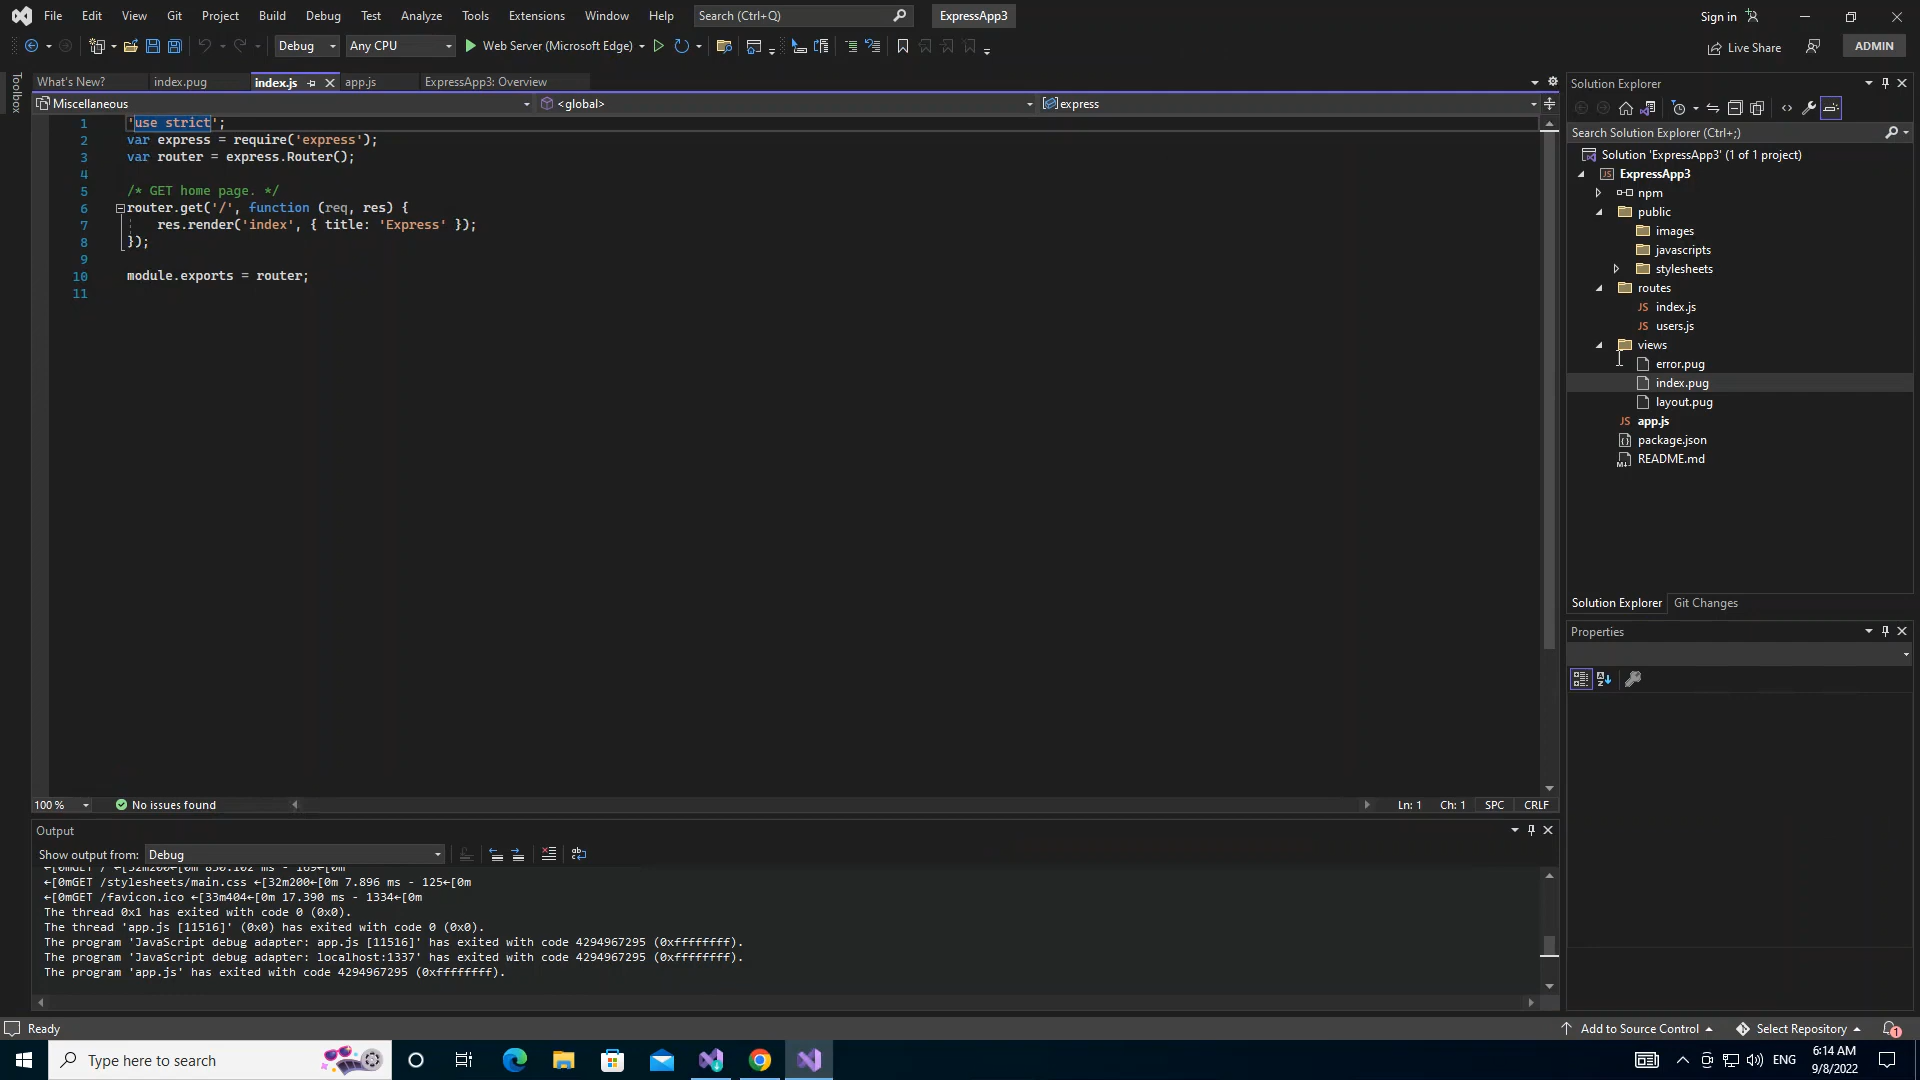 File Edit View Git Project Build Debug Test Analyze Tools Extensions Window Help Search (Ctrl+Q) ExpressApp3 Sign in
Debug Any CPU Web Server (Microsoft Edge) Live Share ADMIN
Toolbox
What's New? index.pug index.js app.js ExpressApp3: Overview
Miscellaneous <global> express
1 'use strict';
2 var express = require('express');
3 var router = express.Router();
4
5 /* GET home page. */
6 router.get('/', function (req, res) {
7 res.render('index', { title: 'Express' });
8 });
9
10 module.exports = router;
11
100 % No issues found Ln: 1 Ch: 1 SPC CRLF
Output
Show output from: Debug
←[0mGET /stylesheets/main.css ←[32m200←[0m 7.896 ms - 125←[0m
←[0mGET /favicon.ico ←[33m404←[0m 17.390 ms - 1334←[0m
The thread 0x1 has exited with code 0 (0x0).
The thread 'app.js [11516]' (0x0) has exited with code 0 (0x0).
The program 'JavaScript debug adapter: app.js [11516]' has exited with code 4294967295 (0xffffffff).
The program 'JavaScript debug adapter: localhost:1337' has exited with code 4294967295 (0xffffffff).
The program 'app.js' has exited with code 4294967295 (0xffffffff).
Solution Explorer
Search Solution Explorer (Ctrl+;)
Solution 'ExpressApp3' (1 of 1 project)
JS ExpressApp3
npm
public
images
javascripts
stylesheets
routes
JS index.js
JS users.js
views
error.pug
index.pug
layout.pug
JS app.js
package.json
README.md
Solution Explorer Git Changes
Properties
Ready Add to Source Control Select Repository 1
Type here to search ENG 6:14 AM
9/8/2022